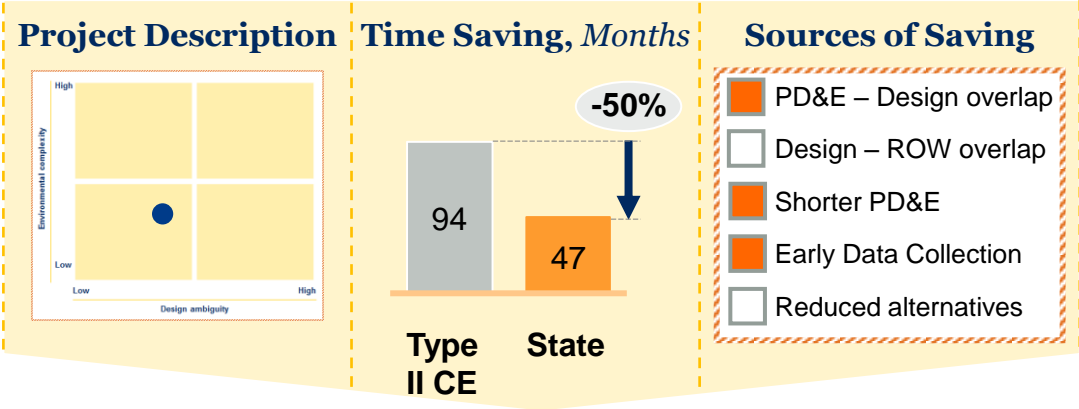 Project Description
High
Environmental complexity
Low
Low
High
Design ambiguity
Time Saving, Months
-50%
94
47
Type
II CE
State
Sources of Saving
PD&E – Design overlap
Design – ROW overlap
Shorter PD&E
Early Data Collection
Reduced alternatives